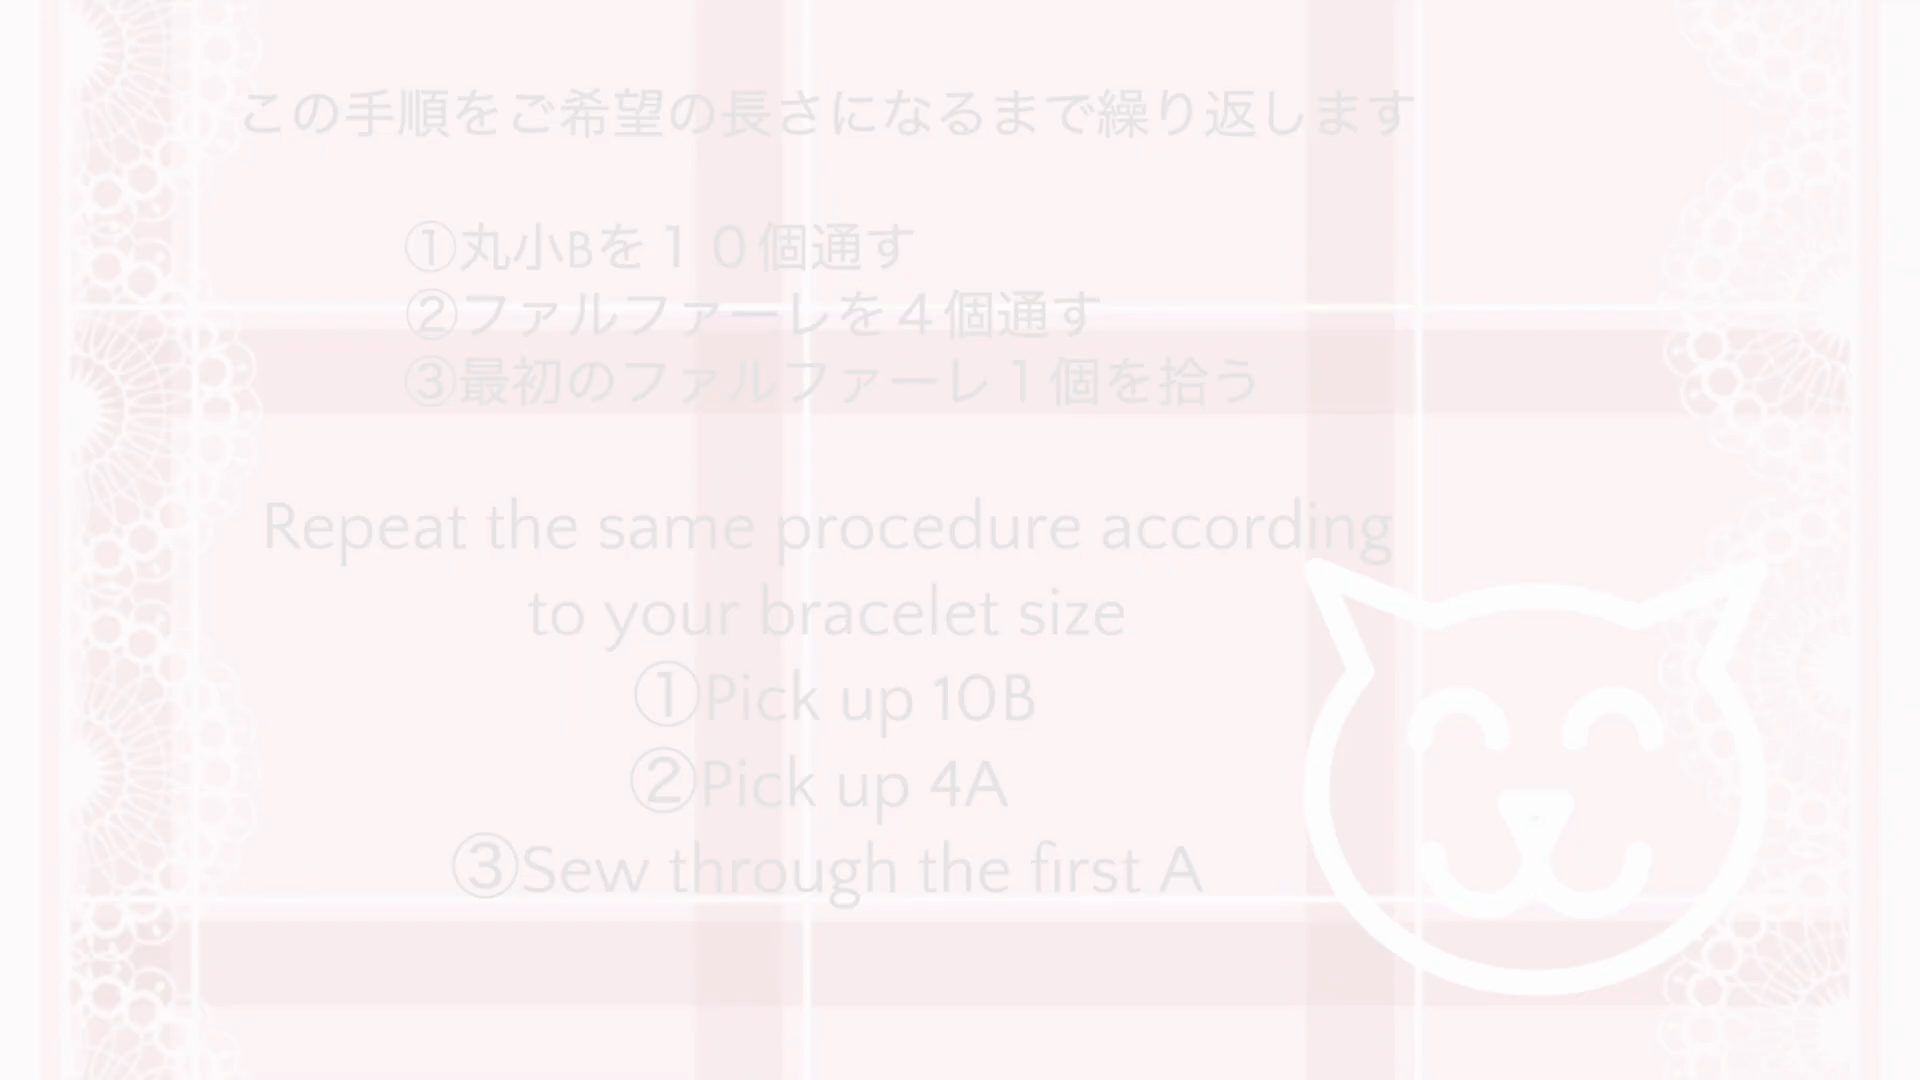 この手順をご希望の長さになるまで繰り返します
①丸小Bを１０個通す
②ファルファーレを４個通す
③最初のファルファーレ１個を拾う
Repeat the same procedure according
to your bracelet size
①Pick up 10B
②Pick up 4A
③Sew through the first A